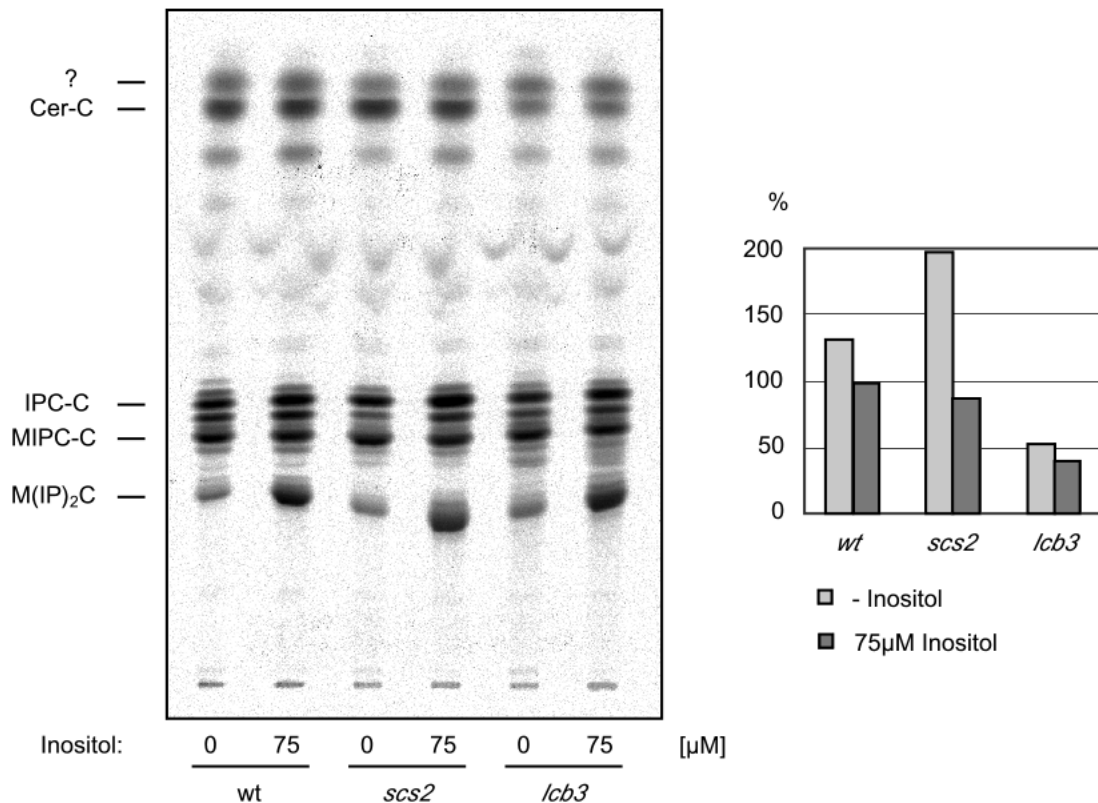 ?
Cer-C
IPC-C
MIPC-C
M(IP)₂C
Inositol: 0 75 0 75 0 75 [µM]
wt scs2 lcb3
%
200
150
100
50
0
wt scs2 lcb3
- Inositol
75µM Inositol